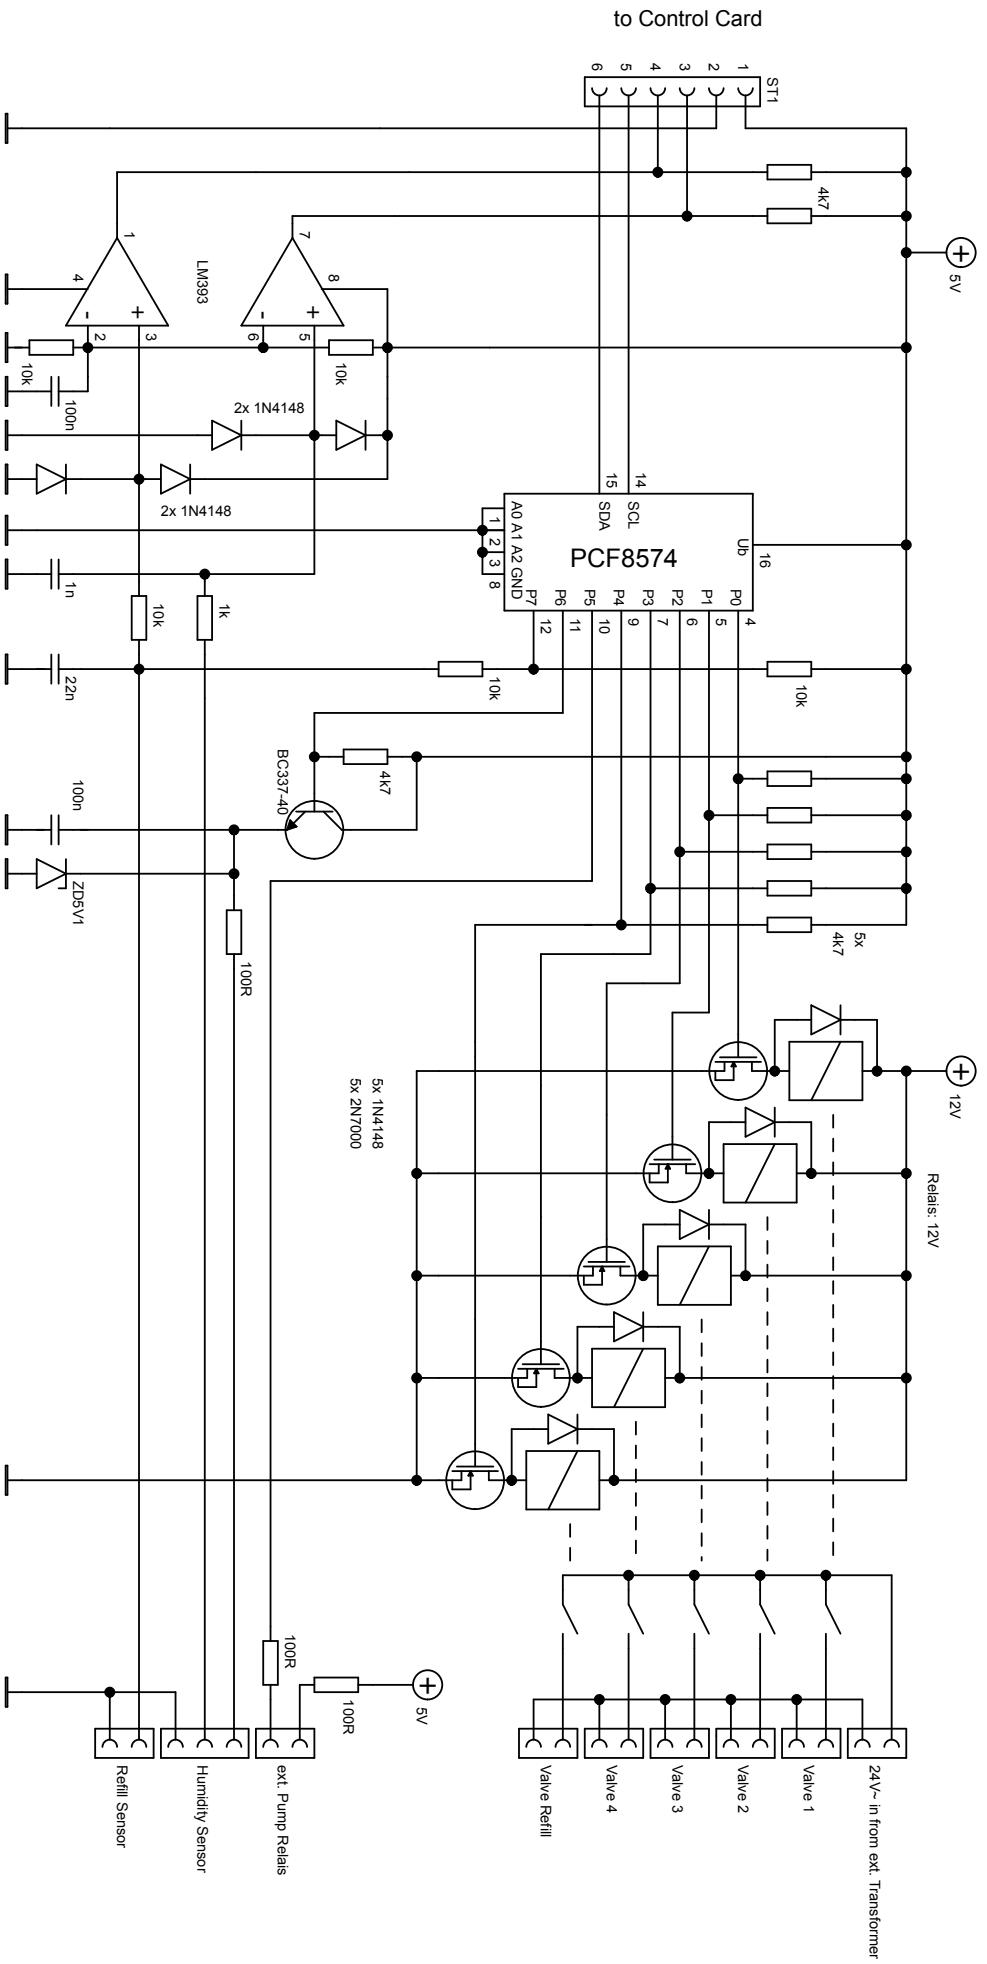 to Control Card
ST1
1
2
3
4
5
6
4k7
5V
LM393
1
4
-
+
2
3
7
8
-
+
6
5
10k
10k
100n
2x 1N4148
2x 1N4148
15
14
SDA
SCL
Ub
16
PCF8574
A0 A1 A2 GND
1
2
3
8
P7
P6
P5
P4
P3
P2
P1
P0
12
11
10
9
7
6
5
4
1n
10k
1k
22n
10k
10k
BC337-40
4k7
100n
ZD5V1
100R
5x
4k7
12V
Relais: 12V
5x 1N4148
5x 2N7000
100R
100R
5V
Refill Sensor
Humidity Sensor
ext. Pump Relais
Valve Refill
Valve 4
Valve 3
Valve 2
Valve 1
24V~ in from ext. Transformer